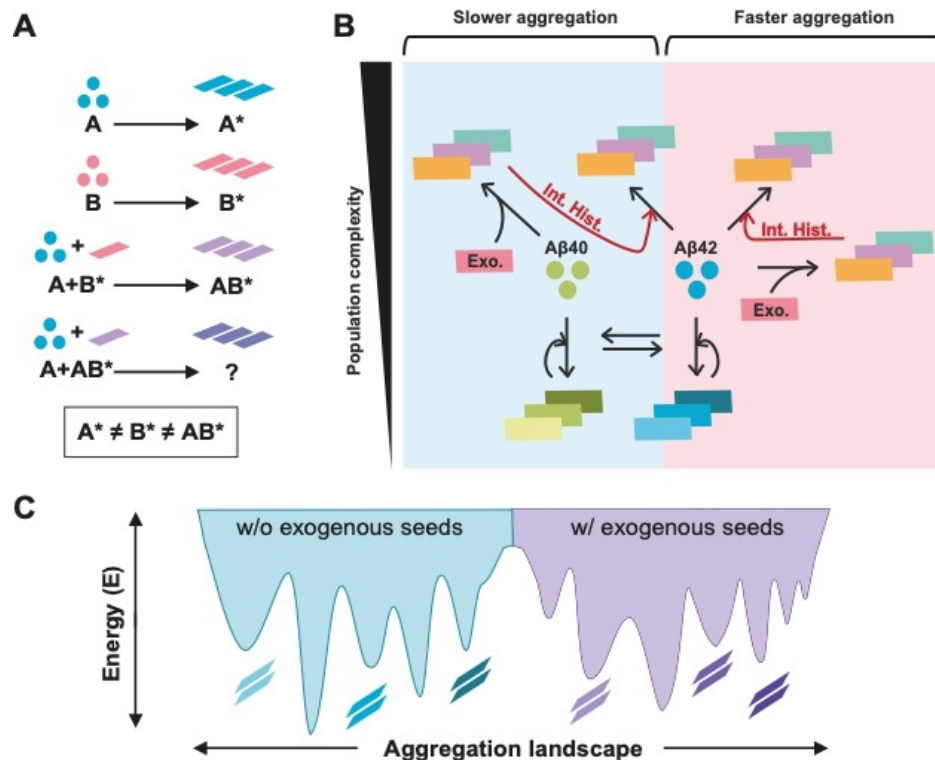 A
A
A*
B
B*
+
A+B*
AB*
+
A+AB*
?
A* ≠ B* ≠ AB*
B
Slower aggregation
Faster aggregation
Population complexity
Int. Hist.
Int. Hist.
Aβ40
Aβ42
Exo.
Exo.
C
w/o exogenous seeds
w/ exogenous seeds
Energy (E)
Aggregation landscape